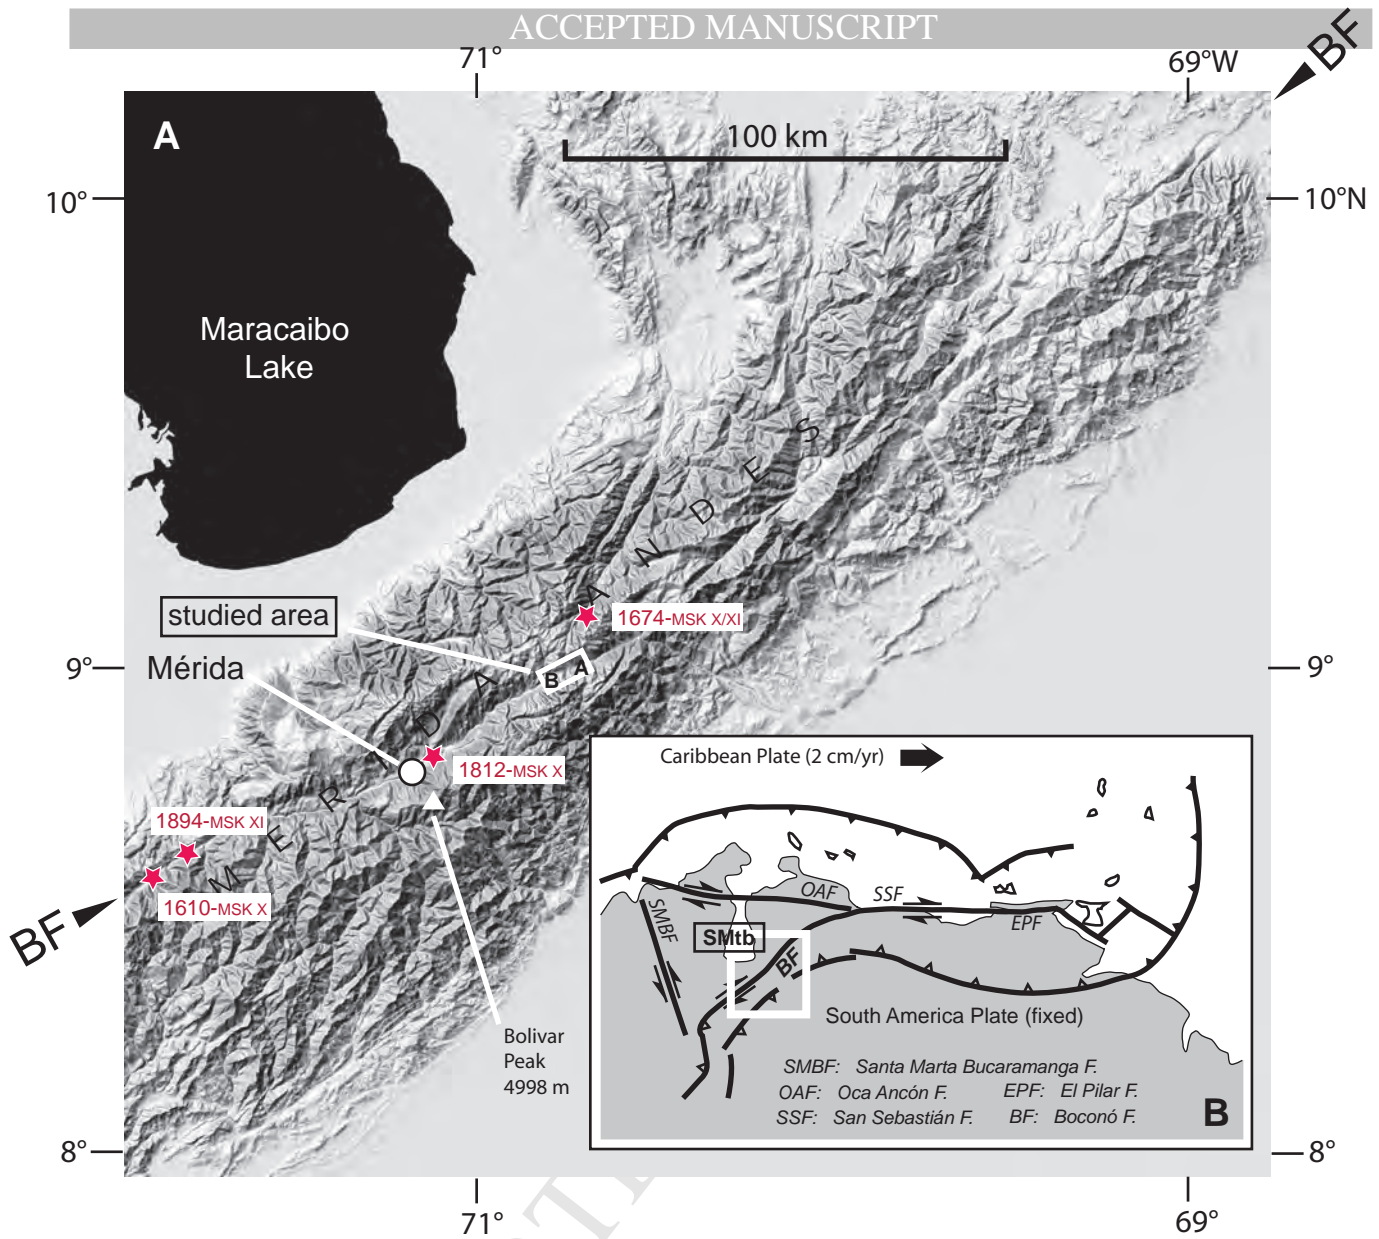 ACCEPTED MANUSCRIPT
71°
69°W
BF
A
100 km
10°
10°N
Maracaibo
Lake
MÉRIDA ANDES
1674-MSK X/XI
studied area
A
B
9°
9°
Mérida
1812-MSK X
1894-MSK XI
1610-MSK X
BF
Bolivar
Peak
4998 m
Caribbean Plate (2 cm/yr)
OAF
SSF
EPF
SMBF
SMtb
BF
South America Plate (fixed)
SMBF: Santa Marta Bucaramanga F.
OAF: Oca Ancón F. EPF: El Pilar F.
SSF: San Sebastián F. BF: Boconó F.
B
8°
8°
71°
69°